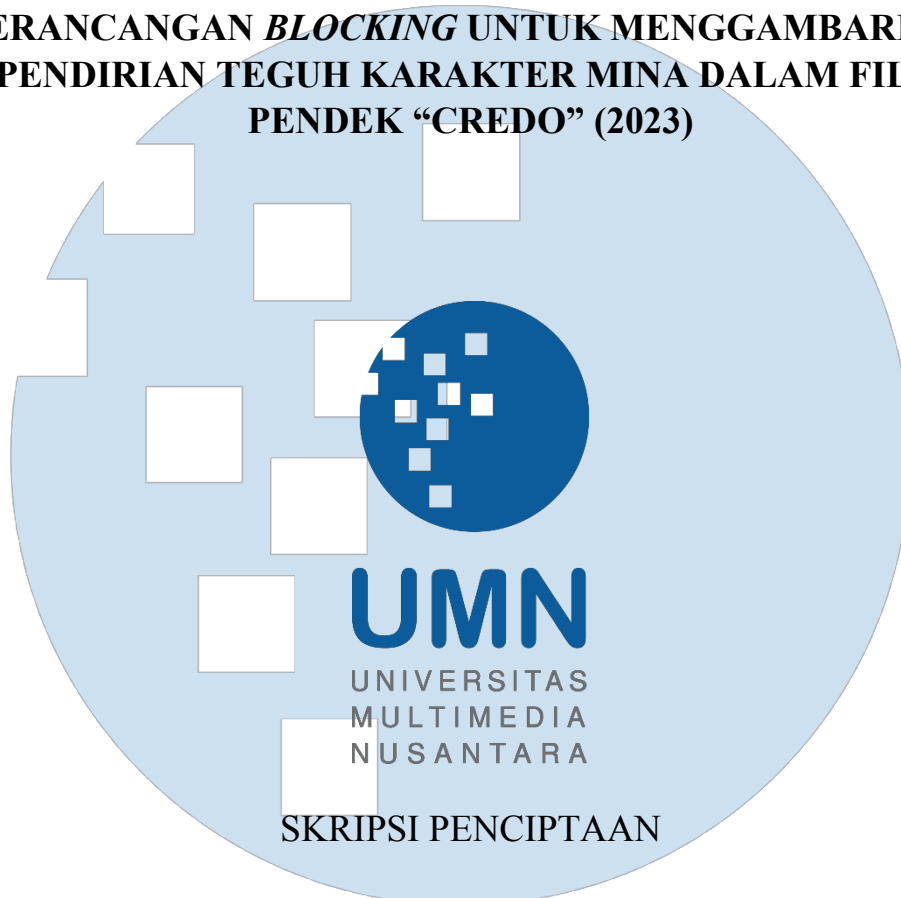 ERANCANGAN BLOCKING UNTUK MENGGAMBAR
PENDIRIAN TEGUH KARAKTER MINA DALAM FIL
PENDEK “CREDO” (2023)
UMN
UNIVERSITAS
MULTIMEDIA
NUSANTARA
SKRIPSI PENCIPTAAN